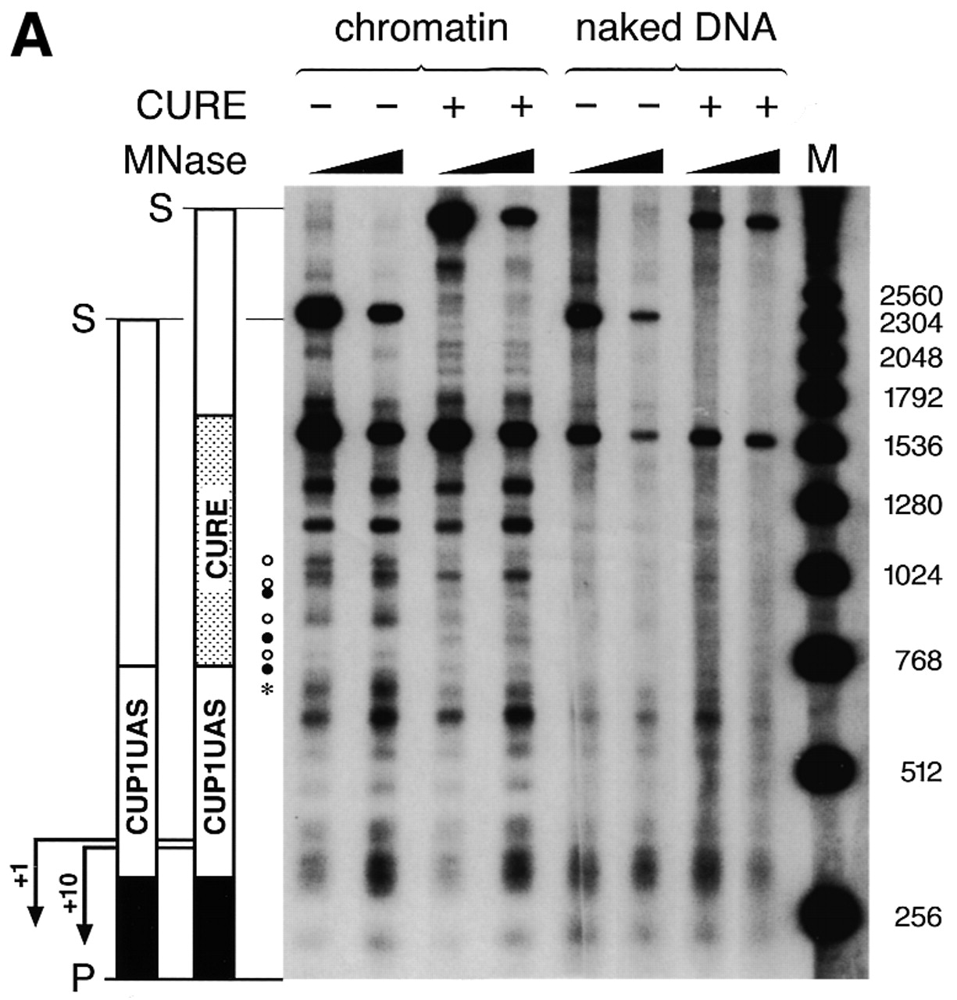 A
chromatin naked DNA
CURE − − + + − − + +
MNase M
S
S
2560
2304
2048
1792
1536
CURE
1280
1024
768
*
CUP1UAS CUP1UAS
512
+1
+10
256
P